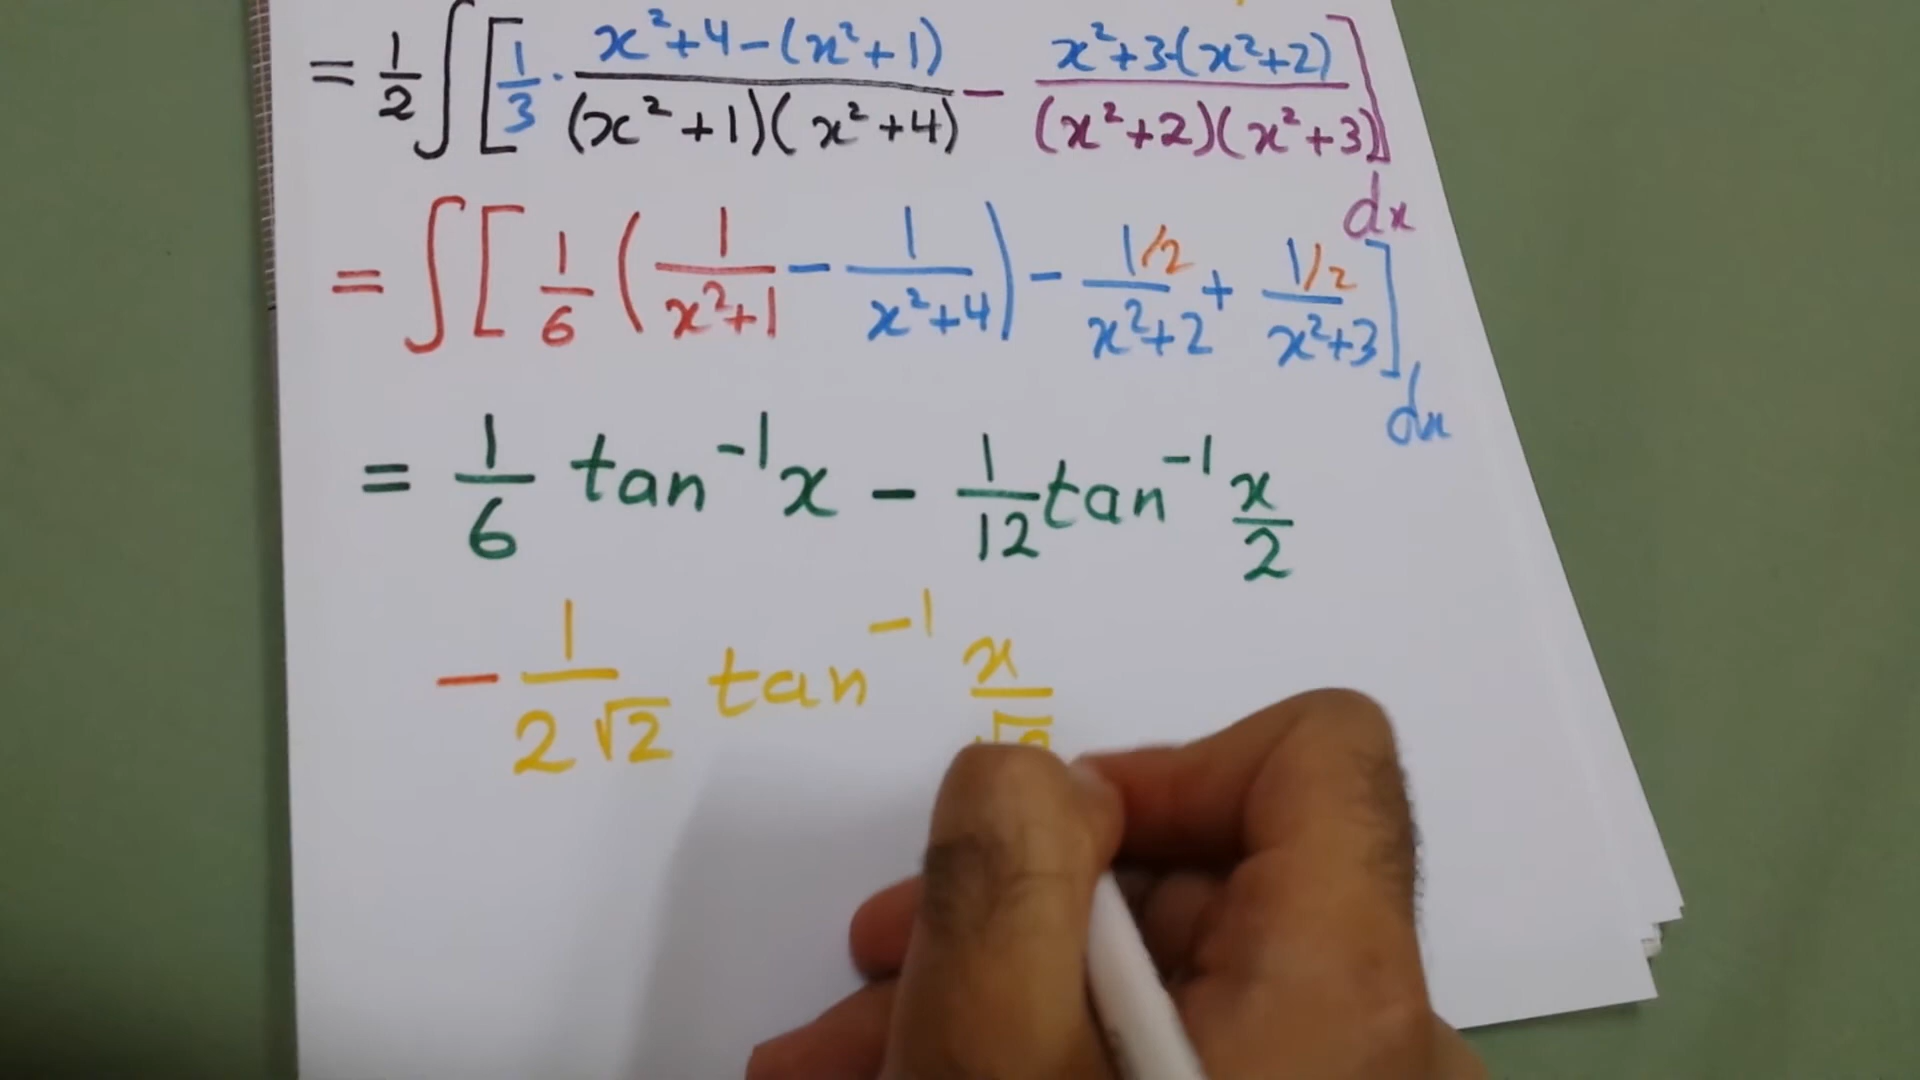 = 1/2 ∫ [ 1/3 · (x²+4-(x²+1))/((x²+1)(x²+4)) - (x²+3-(x²+2))/((x²+2)(x²+3)) ] dx
= ∫ [ 1/6 ( 1/(x²+1) - 1/(x²+4) ) - (1/2)/(x²+2) + (1/2)/(x²+3) ] dx
= 1/6 tan⁻¹ x - 1/12 tan⁻¹ x/2
- 1/(2√2) tan⁻¹ x/√2